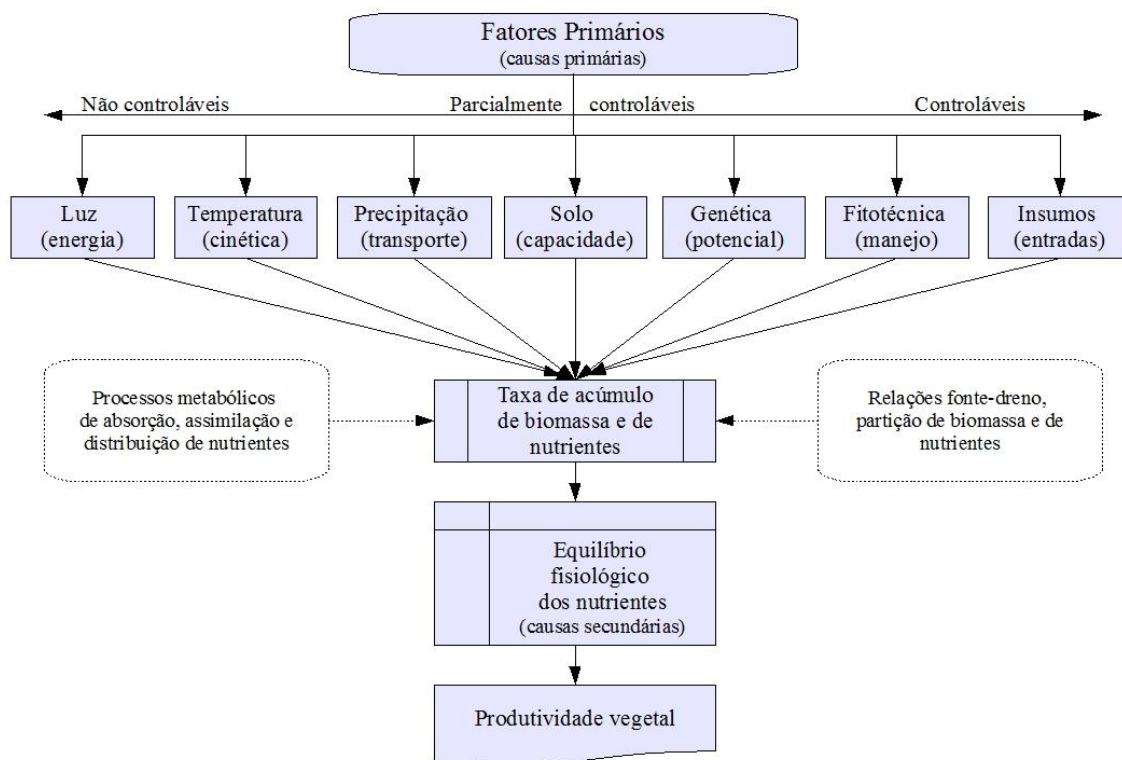 Fatores Primários
(causas primárias)
Não controláveis
Parcialmente controláveis
Controláveis
Luz
(energia)
Temperatura
(cinética)
Precipitação
(transporte)
Solo
(capacidade)
Genética
(potencial)
Fitotécnica
(manejo)
Insumos
(entradas)
Processos metabólicos
de absorção, assimilação e
distribuição de nutrientes
Taxa de acúmulo
de biomassa e de
nutrientes
Relações fonte-dreno,
partição de biomassa e de
nutrientes
Equilíbrio
fisiológico
dos nutrientes
(causas secundárias)
Produtividade vegetal